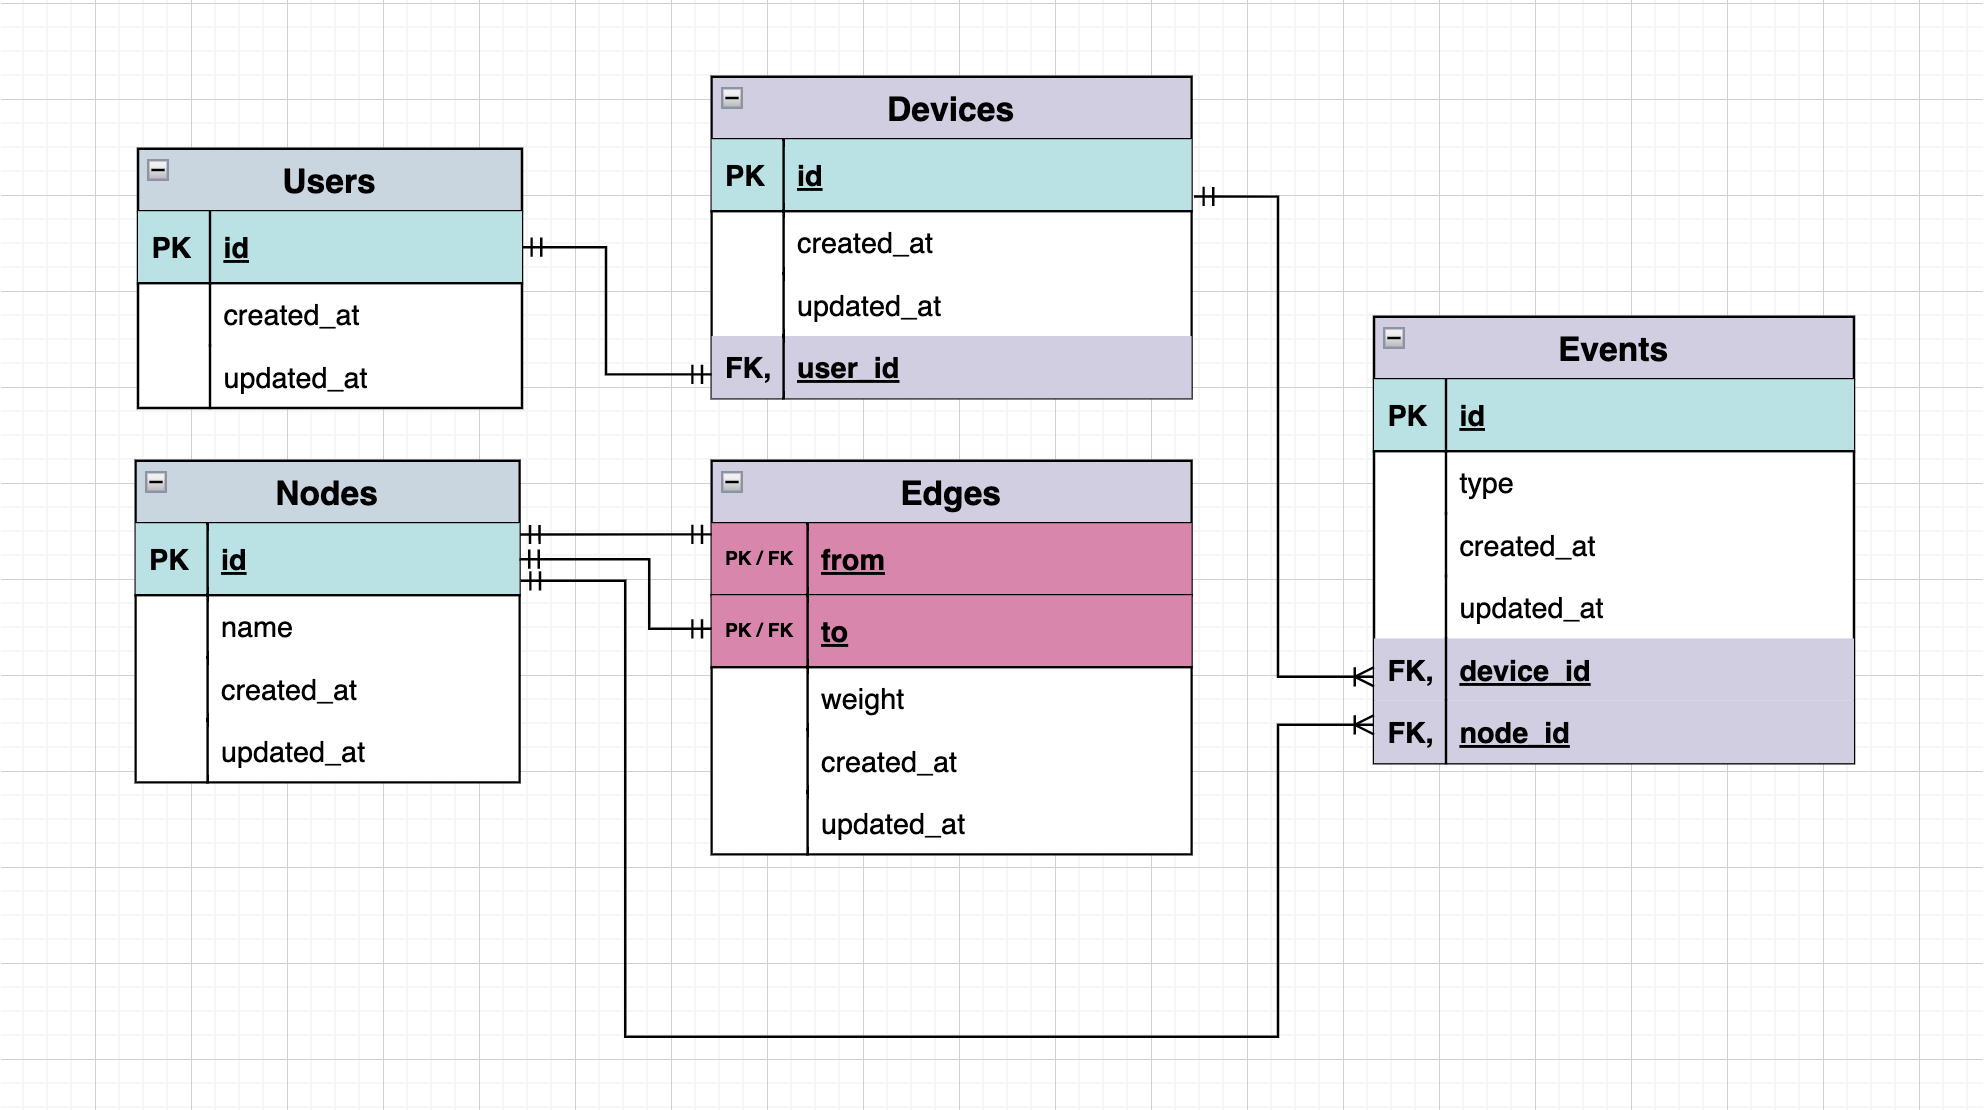 Users
PK id
created_at
updated_at
Devices
PK id
created_at
updated_at
FK, user_id
Nodes
PK id
name
created_at
updated_at
Edges
PK / FK from
PK / FK to
weight
created_at
updated_at
Events
PK id
type
created_at
updated_at
FK, device_id
FK, node_id